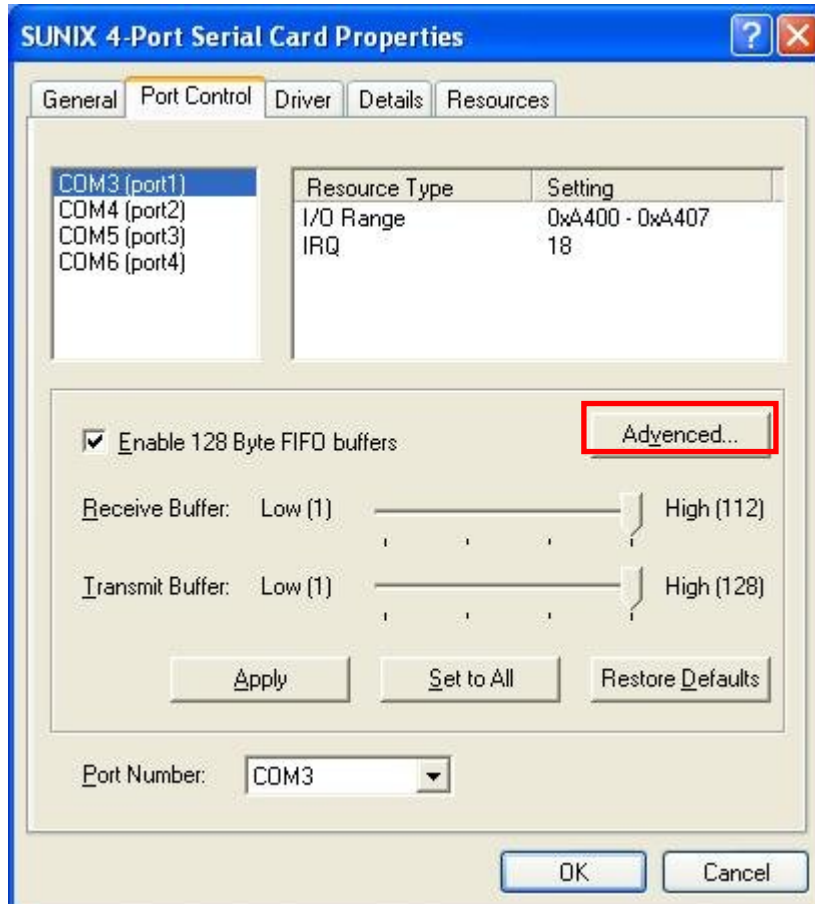 SUNIX 4-Port Serial Card Properties
General Port Control Driver Details Resources
COM3 (port1)
COM4 (port2)
COM5 (port3)
COM6 (port4)
Resource Type Setting
I/O Range 0xA400 - 0xA407
IRQ 18
Enable 128 Byte FIFO buffers
Advenced...
Receive Buffer: Low (1) High (112)
Transmit Buffer: Low (1) High (128)
Apply Set to All Restore Defaults
Port Number: COM3
OK Cancel